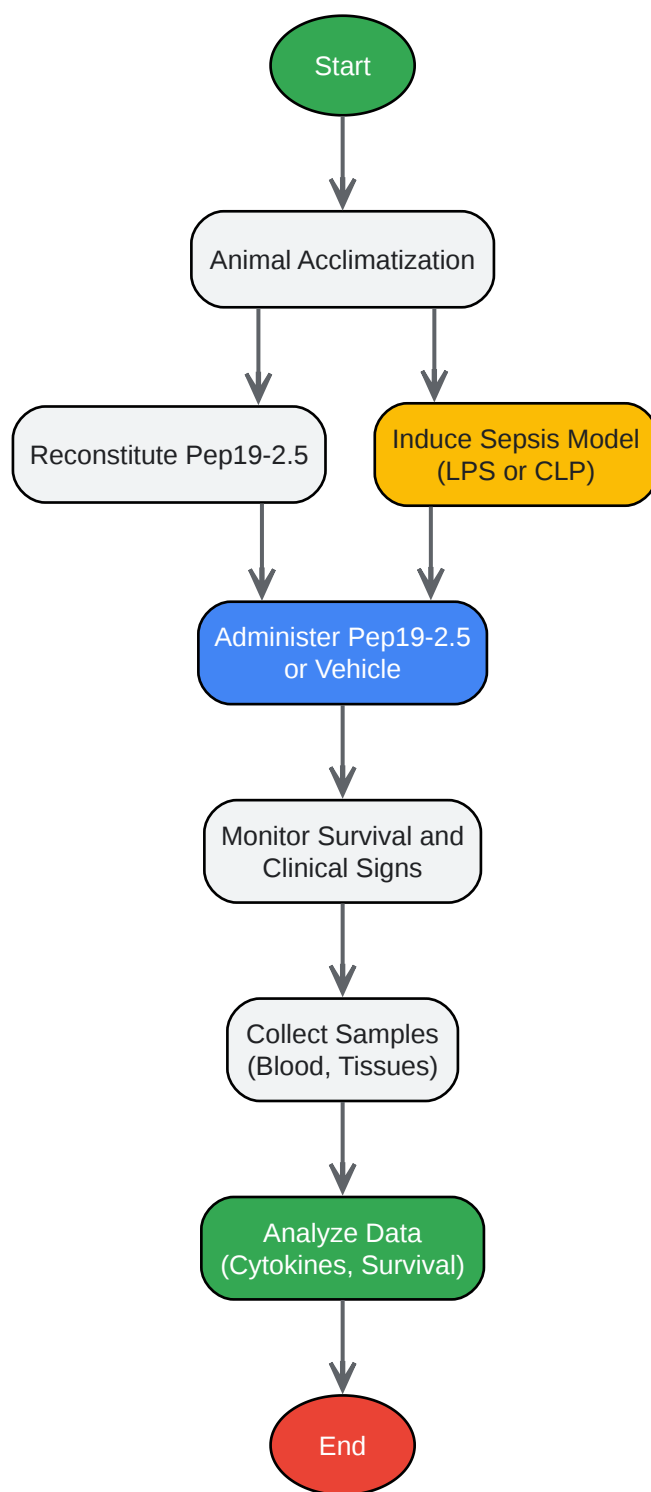 Start
Animal Acclimatization
Reconstitute Pep19-2.5
Induce Sepsis Model
(LPS or CLP)
Administer Pep19-2.5
or Vehicle
Monitor Survival and
Clinical Signs
Collect Samples
(Blood, Tissues)
Analyze Data
(Cytokines, Survival)
End